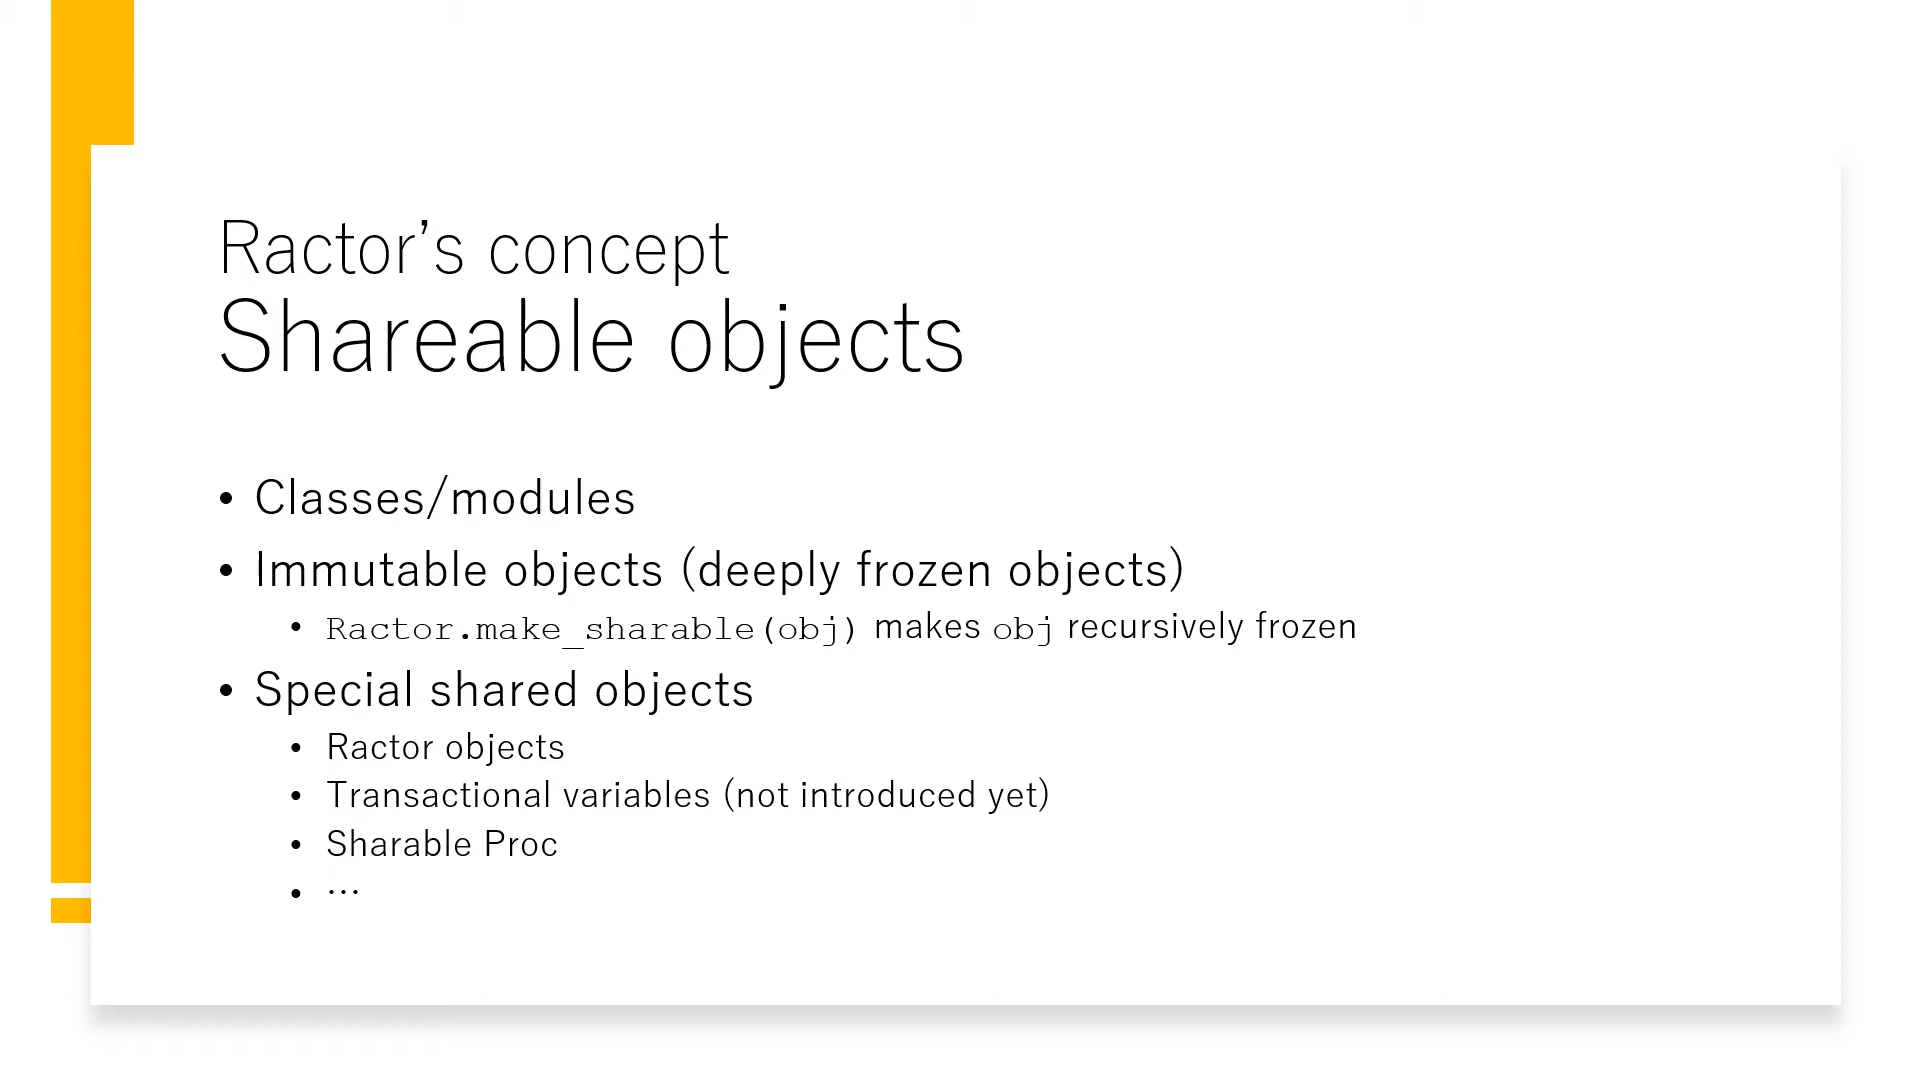 Ractor’s concept
Shareable objects
• Classes/modules
• Immutable objects (deeply frozen objects)
• Ractor.make_sharable(obj) makes obj recursively frozen
• Special shared objects
• Ractor objects
• Transactional variables (not introduced yet)
• Sharable Proc
• …